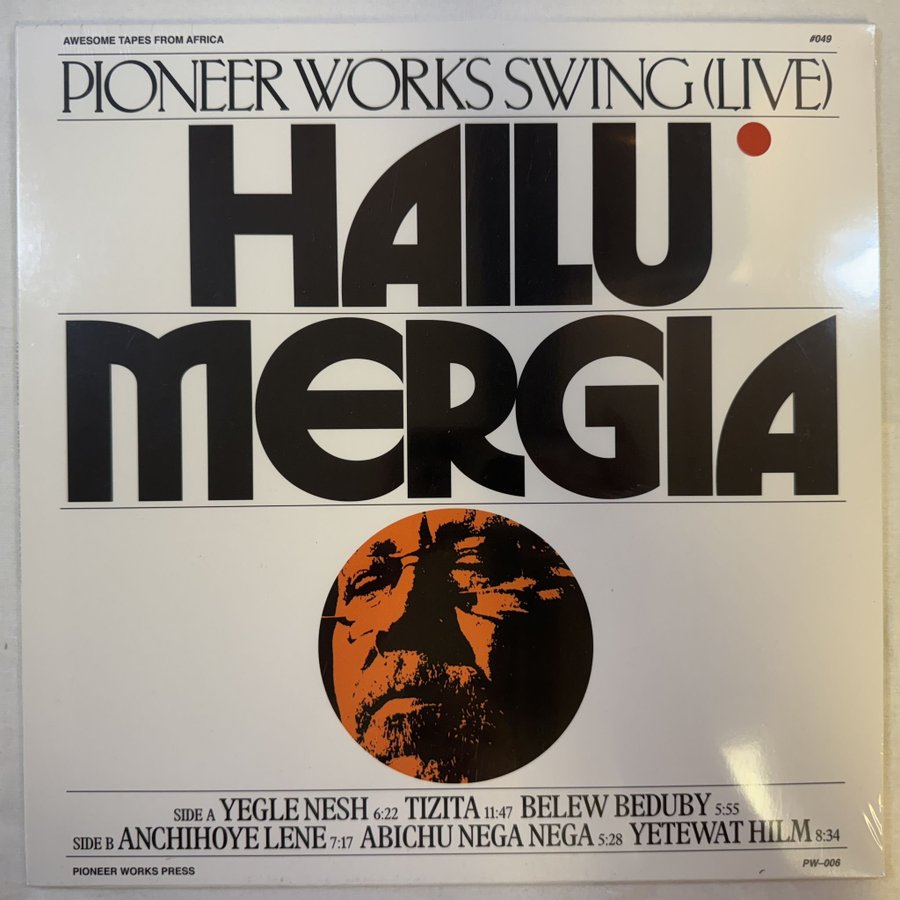 AWESOME TAPES FROM AFRICA #049
PIONEER WORKS SWING (LIVE)
HAILU
MERGIA
SIDE A YEGLE NESH 6:22 TIZITA 11:47 BELEW BEDUBY 5:55
SIDE B ANCHIHOYE LENE 7:17 ABICHU NEGA NEGA 5:28 YETEWAT HILM 8:34
PIONEER WORKS PRESS PW–006